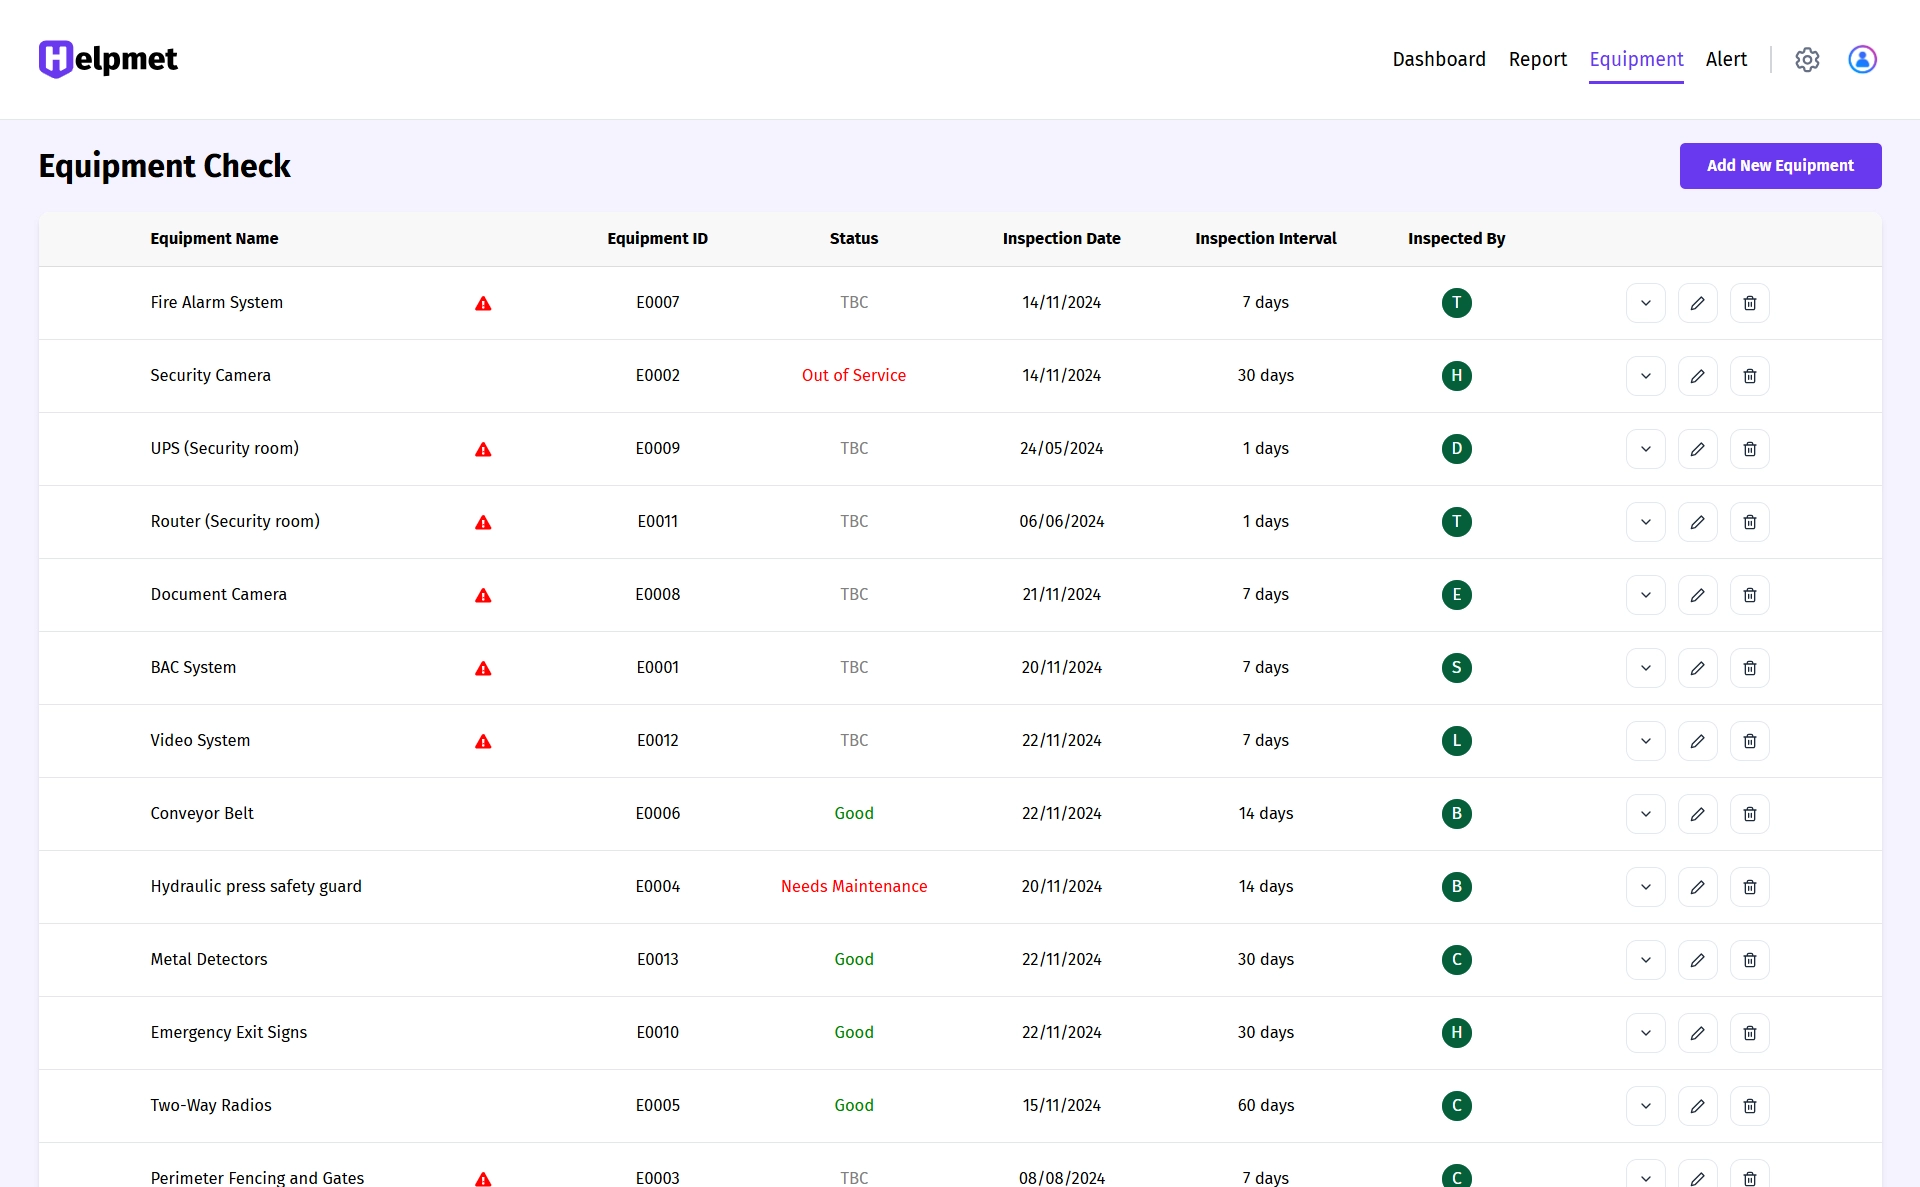 Helpmet
Dashboard Report Equipment Alert
Equipment Check
Add New Equipment
Equipment Name Equipment ID Status Inspection Date Inspection Interval Inspected By
Fire Alarm System E0007 TBC 14/11/2024 7 days T
Security Camera E0002 Out of Service 14/11/2024 30 days H
UPS (Security room) E0009 TBC 24/05/2024 1 days D
Router (Security room) E0011 TBC 06/06/2024 1 days T
Document Camera E0008 TBC 21/11/2024 7 days E
BAC System E0001 TBC 20/11/2024 7 days S
Video System E0012 TBC 22/11/2024 7 days L
Conveyor Belt E0006 Good 22/11/2024 14 days B
Hydraulic press safety guard E0004 Needs Maintenance 20/11/2024 14 days B
Metal Detectors E0013 Good 22/11/2024 30 days C
Emergency Exit Signs E0010 Good 22/11/2024 30 days H
Two-Way Radios E0005 Good 15/11/2024 60 days C
Perimeter Fencing and Gates E0003 TBC 08/08/2024 7 days C